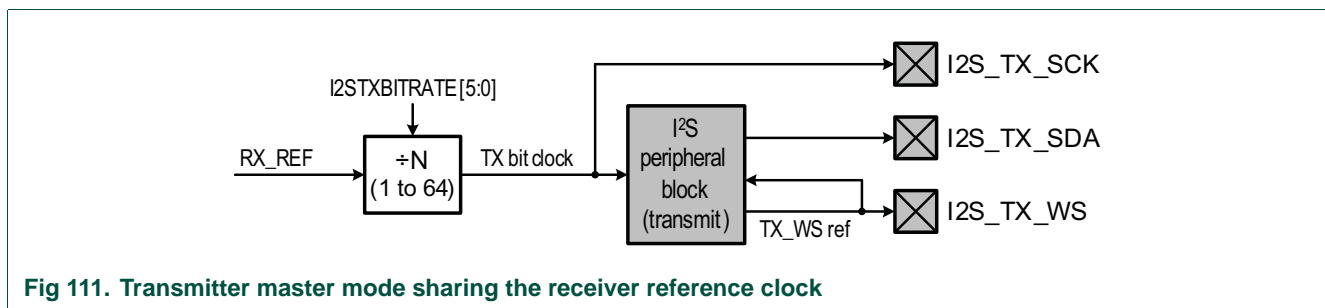 I2S_TX_SCK
I2STXBITRATE[5:0]
RX_REF
÷N
(1 to 64)
TX bit clock
I²S
peripheral
block
(transmit)
I2S_TX_SDA
TX_WS ref
I2S_TX_WS
Fig 111. Transmitter master mode sharing the receiver reference clock